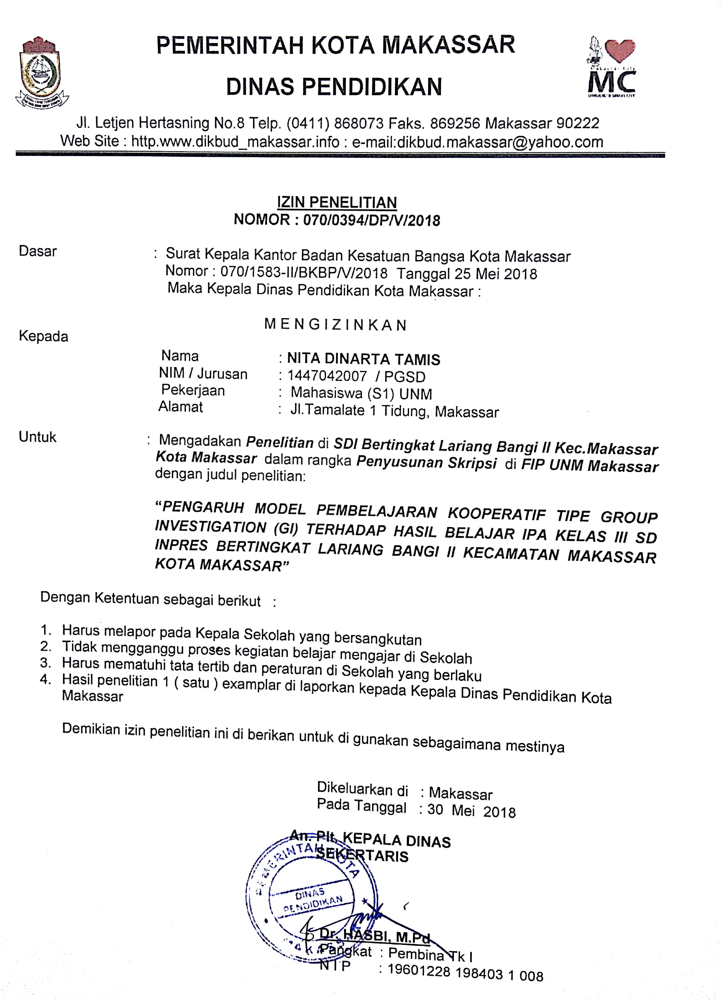 PEMERINTAH KOTA MAKASSAR
DINAS PENDIDIKAN
Makassar City
MC
Jl. Letjen Hertasning No.8 Telp. (0411) 868073 Faks. 869256 Makassar 90222
Web Site : http.www.dikbud_makassar.info : e-mail:dikbud.makassar@yahoo.com
IZIN PENELITIAN
NOMOR : 070/0394/DP/V/2018
Dasar : Surat Kepala Kantor Badan Kesatuan Bangsa Kota Makassar
Nomor : 070/1583-II/BKBP/V/2018 Tanggal 25 Mei 2018
Maka Kepala Dinas Pendidikan Kota Makassar :
M E N G I Z I N K A N
Kepada
Nama : NITA DINARTA TAMIS
NIM / Jurusan : 1447042007 / PGSD
Pekerjaan : Mahasiswa (S1) UNM
Alamat : Jl.Tamalate 1 Tidung, Makassar
Untuk : Mengadakan Penelitian di SDI Bertingkat Lariang Bangi II Kec.Makassar
Kota Makassar dalam rangka Penyusunan Skripsi di FIP UNM Makassar
dengan judul penelitian:
“PENGARUH MODEL PEMBELAJARAN KOOPERATIF TIPE GROUP
INVESTIGATION (GI) TERHADAP HASIL BELAJAR IPA KELAS III SD
INPRES BERTINGKAT LARIANG BANGI II KECAMATAN MAKASSAR
KOTA MAKASSAR”
Dengan Ketentuan sebagai berikut :
1. Harus melapor pada Kepala Sekolah yang bersangkutan
2. Tidak mengganggu proses kegiatan belajar mengajar di Sekolah
3. Harus mematuhi tata tertib dan peraturan di Sekolah yang berlaku
4. Hasil penelitian 1 ( satu ) examplar di laporkan kepada Kepala Dinas Pendidikan Kota
Makassar
Demikian izin penelitian ini di berikan untuk di gunakan sebagaimana mestinya
Dikeluarkan di : Makassar
Pada Tanggal : 30 Mei 2018
An. Plt. KEPALA DINAS
SEKERTARIS
PEMERINTAH KOTA
DINAS
PENDIDIKAN
MAKASSAR
Dr. HASBI, M.Pd
Pangkat : Pembina Tk I
N I P : 19601228 198403 1 008